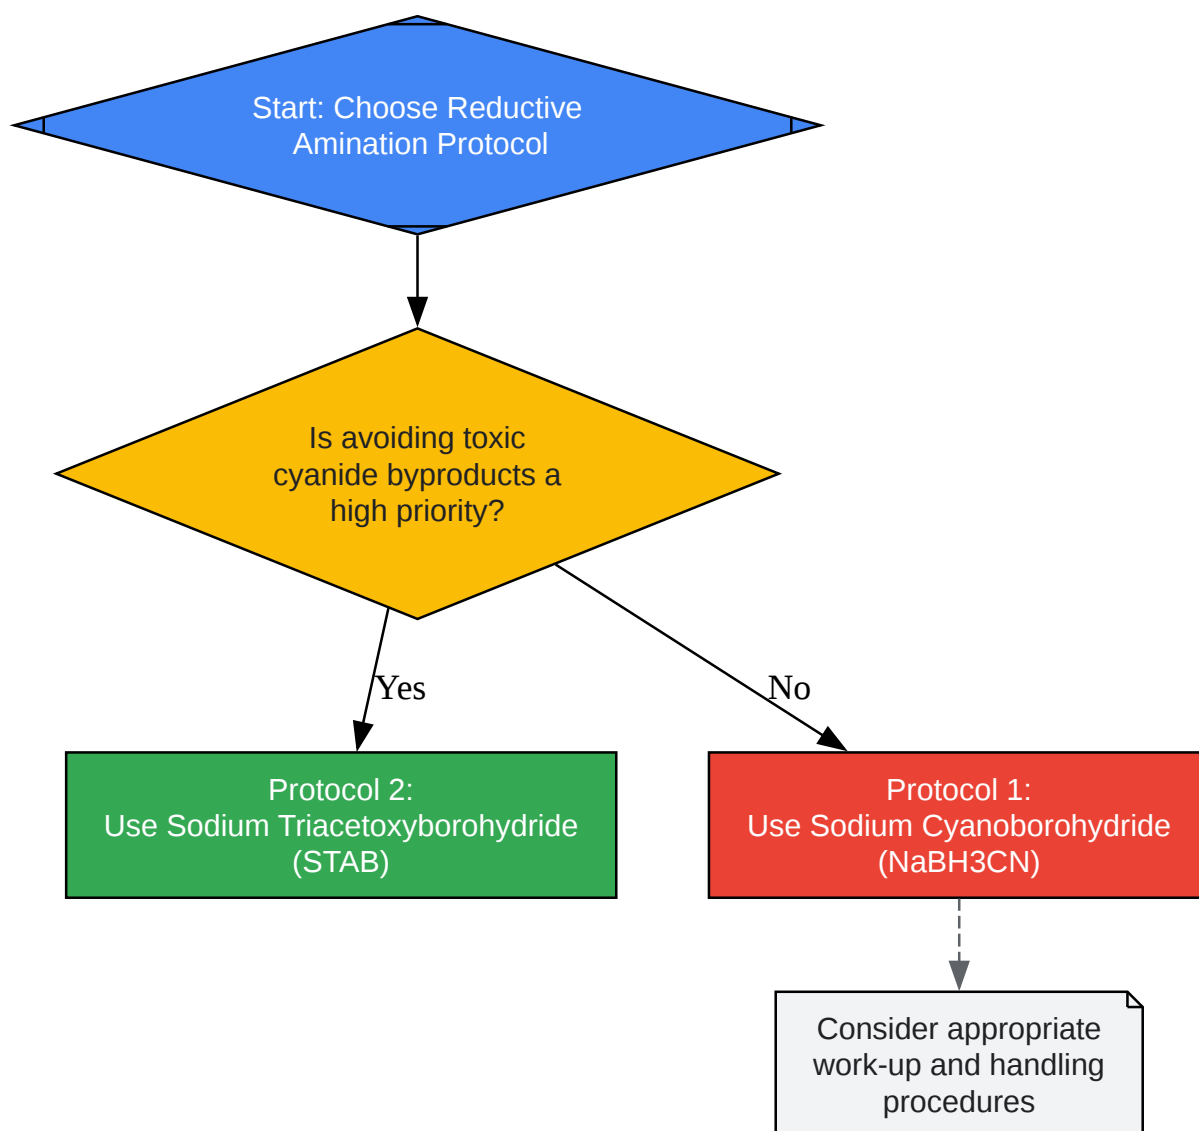 Start: Choose Reductive
Amination Protocol
Is avoiding toxic
cyanide byproducts a
high priority?
Yes
No
Protocol 2:
Use Sodium Triacetoxyborohydride
(STAB)
Protocol 1:
Use Sodium Cyanoborohydride
(NaBH3CN)
Consider appropriate
work-up and handling
procedures